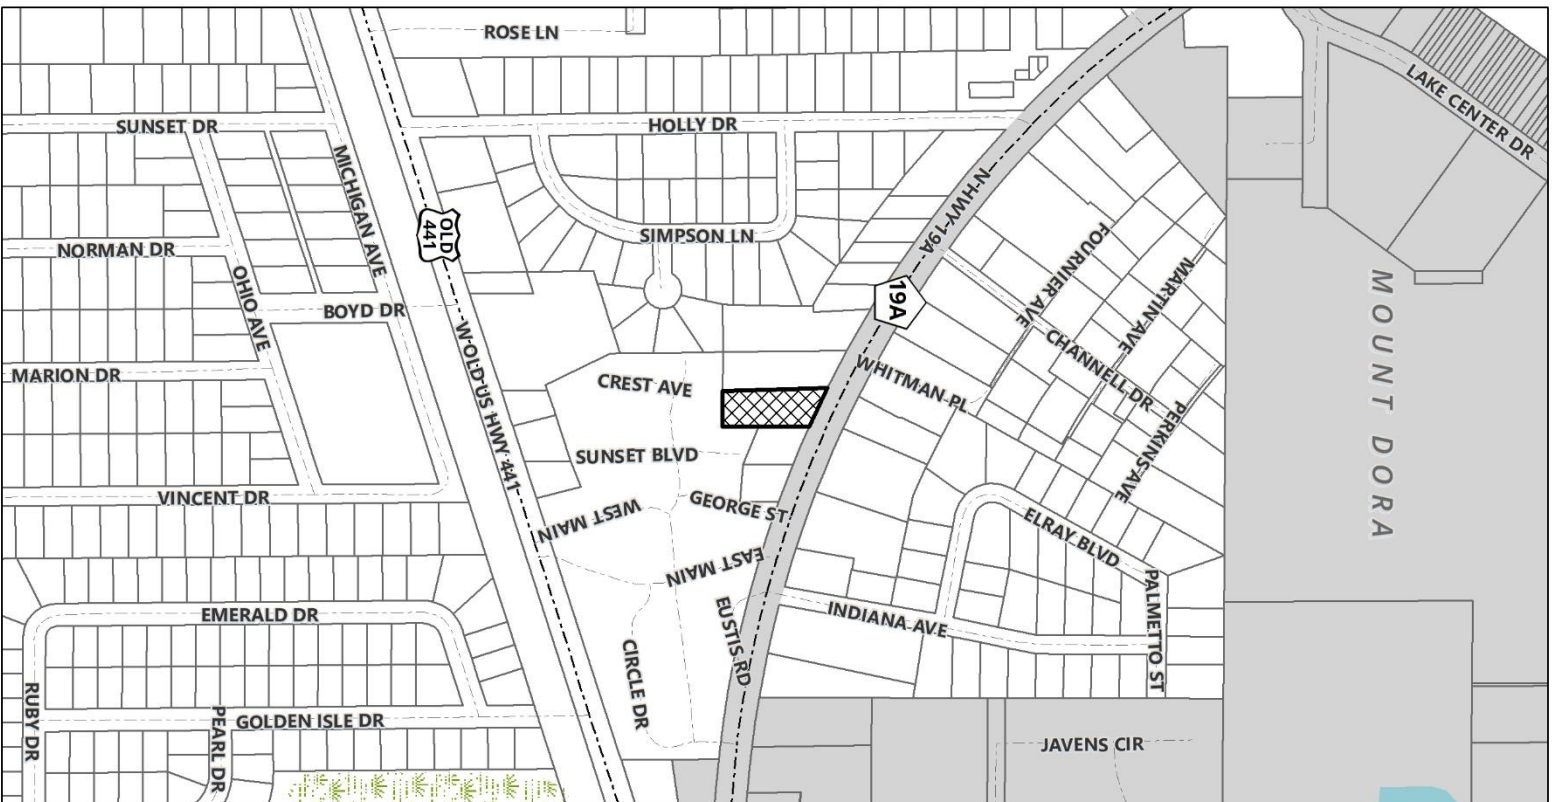 ROSE LN
LAKE CENTER DR
SUNSET DR
HOLLY DR
MICHIGAN AVE
N HWY 19A
OLD
441
SIMPSON LN
NORMAN DR
FOURNIER AVE
MARTIN AVE
OHIO AVE
BOYD DR
19A
MOUNT DORA
W OLD US HWY 441
CHANNELL DR
MARION DR
CREST AVE
WHITMAN PL
PERKINS AVE
SUNSET BLVD
VINCENT DR
WEST MAIN
GEORGE ST
ELRAY BLVD
EAST MAIN
PALMETTO ST
EMERALD DR
EUSTIS RD
INDIANA AVE
CIRCLE DR
RUBY DR
PEARL DR
GOLDEN ISLE DR
JAVENS CIR